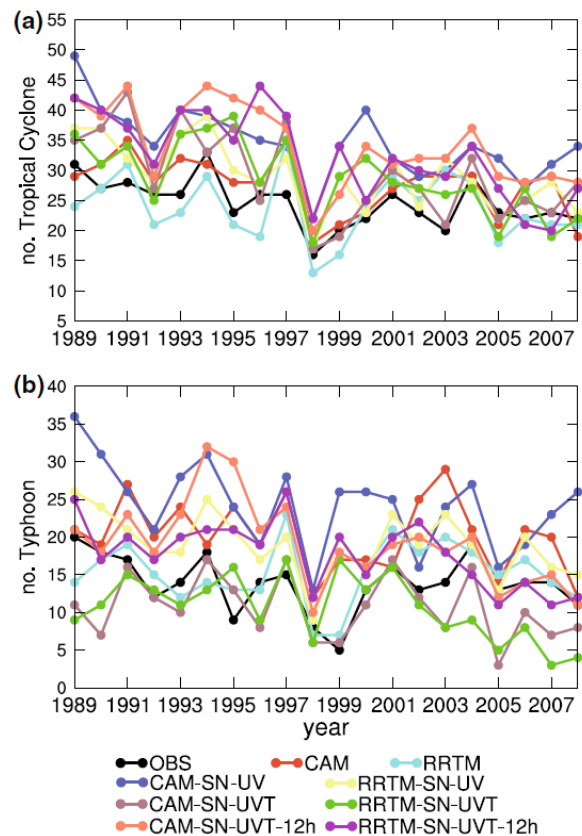 (a)
no. Tropical Cyclone
55
50
45
40
35
30
25
20
15
10
5
1989 1991 1993 1995 1997 1999 2001 2003 2005 2007
(b)
no. Typhoon
40
35
30
25
20
15
10
5
0
1989 1991 1993 1995 1997 1999 2001 2003 2005 2007
year
OBS CAM RRTM
CAM-SN-UV RRTM-SN-UV
CAM-SN-UVT RRTM-SN-UVT
CAM-SN-UVT-12h RRTM-SN-UVT-12h